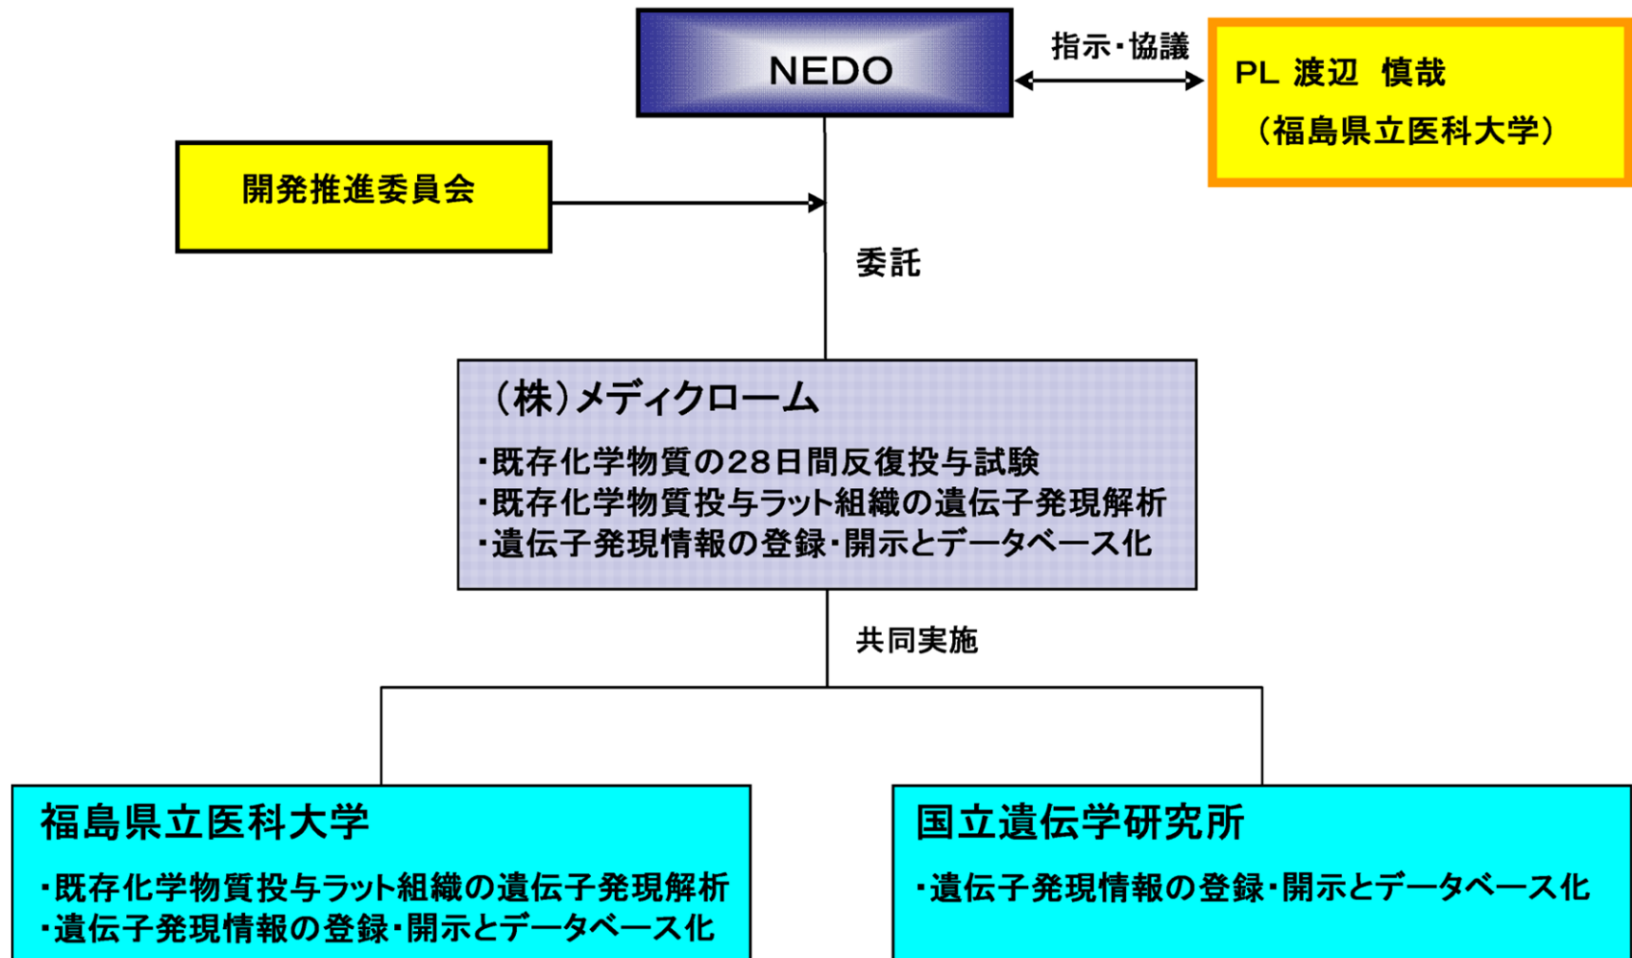 NEDO
指示・協議
PL 渡辺 慎哉
（福島県立医科大学）
開発推進委員会
委託
（株）メディクローム
・既存化学物質の28日間反復投与試験
・既存化学物質投与ラット組織の遺伝子発現解析
・遺伝子発現情報の登録・開示とデータベース化
共同実施
福島県立医科大学
・既存化学物質投与ラット組織の遺伝子発現解析
・遺伝子発現情報の登録・開示とデータベース化
国立遺伝学研究所
・遺伝子発現情報の登録・開示とデータベース化